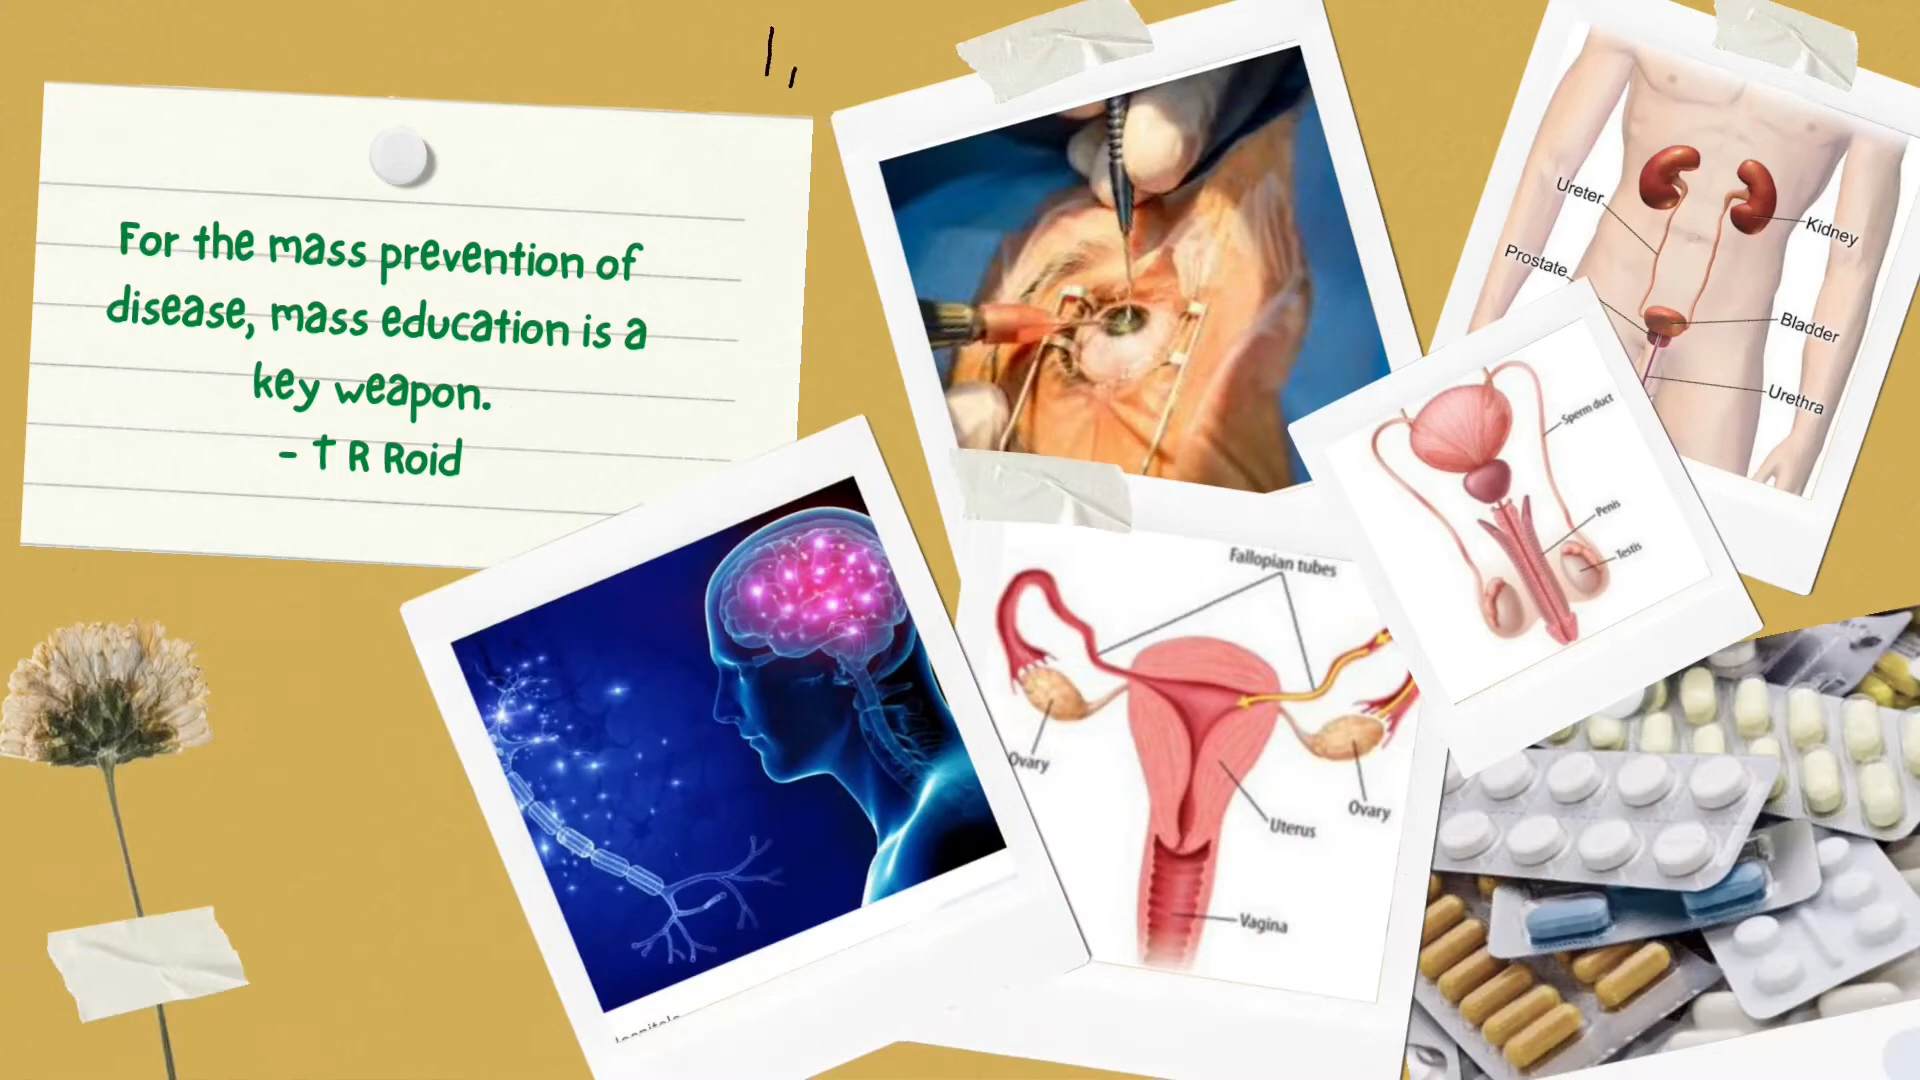 For the mass prevention of
disease, mass education is a
key weapon.
- T R Roid
Ureter
Kidney
Prostate
Bladder
Urethra
Sperm duct
Penis
Testis
Fallopian tubes
Ovary
Ovary
Uterus
Vagina